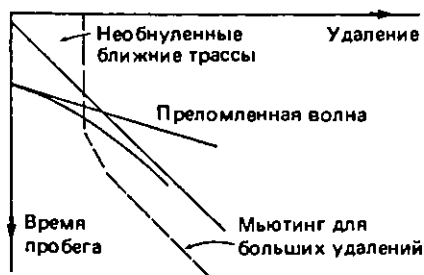 Необнуленные
ближние трассы
Удаление
Преломленная волна
Время
пробега
Мьютинг для
больших удалений